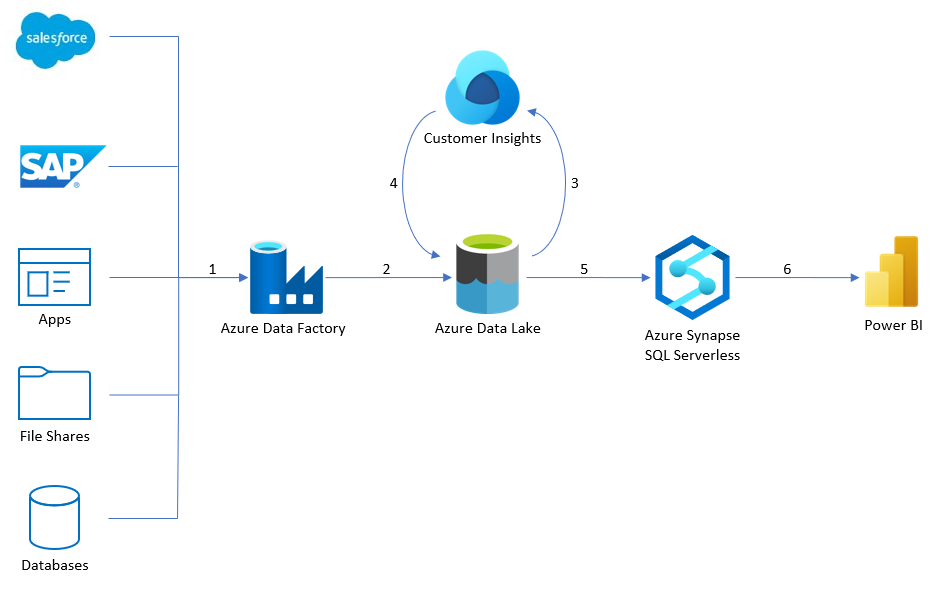 salesforce
SAP
®
Apps
File Shares
Databases
1
Azure Data Factory
2
Customer Insights
4
3
Azure Data Lake
5
Azure Synapse
SQL Serverless
6
Power BI